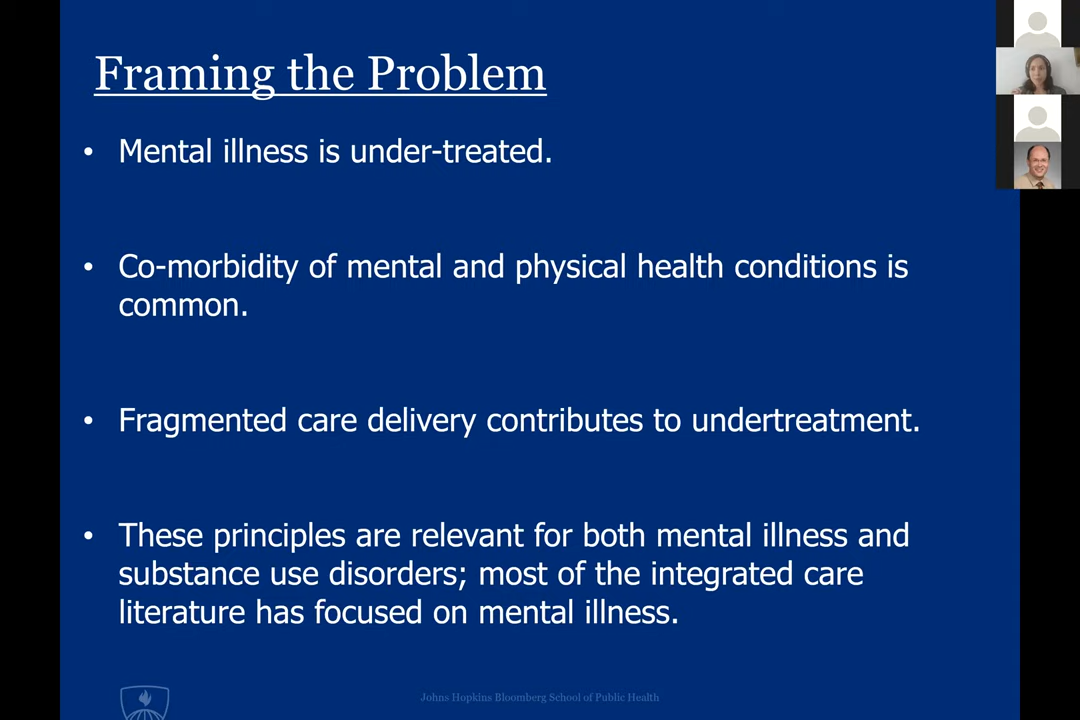 Framing the Problem
• Mental illness is under-treated.
• Co-morbidity of mental and physical health conditions is
common.
• Fragmented care delivery contributes to undertreatment.
• These principles are relevant for both mental illness and
substance use disorders; most of the integrated care
literature has focused on mental illness.
Johns Hopkins Bloomberg School of Public Health